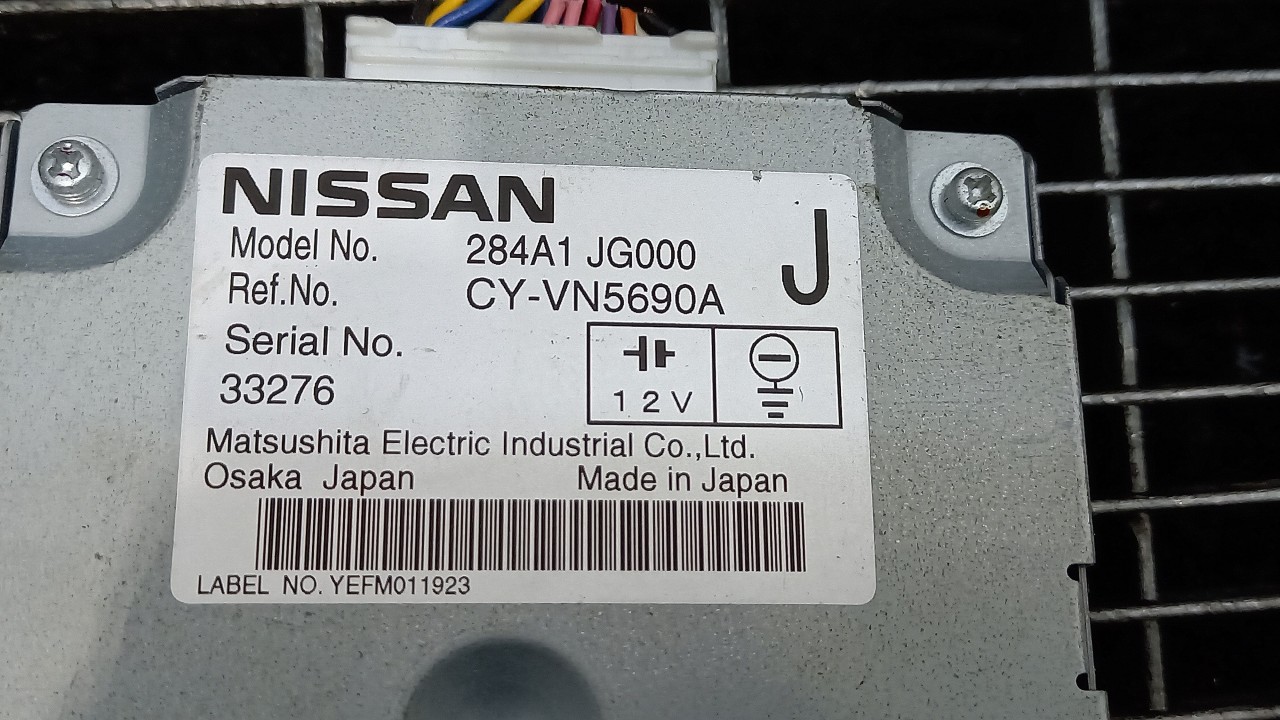 NISSAN
Model No. 284A1 JG000
Ref.No. CY-VN5690A
J
Serial No.
33276
12V
Matsushita Electric Industrial Co.,Ltd.
Osaka Japan Made in Japan
LABEL NO. YEFM011923